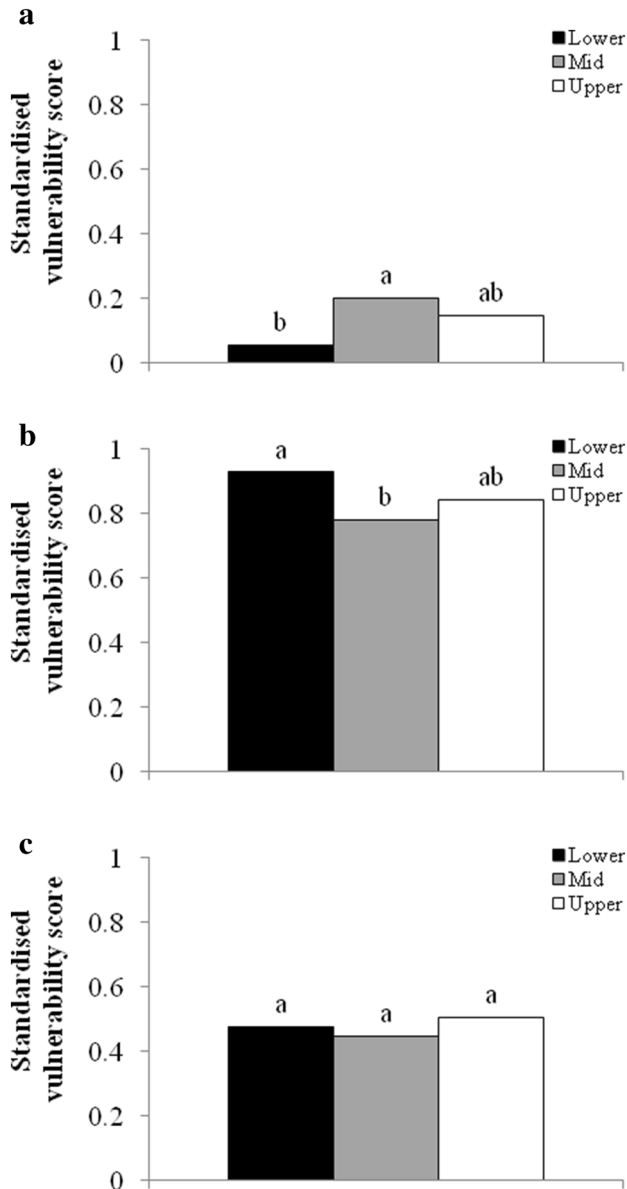 a
Standardised
vulnerability score
1
0.8
0.6
0.4
0.2
0
b
a
ab
Lower
Mid
Upper
b
Standardised
vulnerability score
1
0.8
0.6
0.4
0.2
0
a
b
ab
Lower
Mid
Upper
c
Standardised
vulnerability score
1
0.8
0.6
0.4
0.2
0
a
a
a
Lower
Mid
Upper